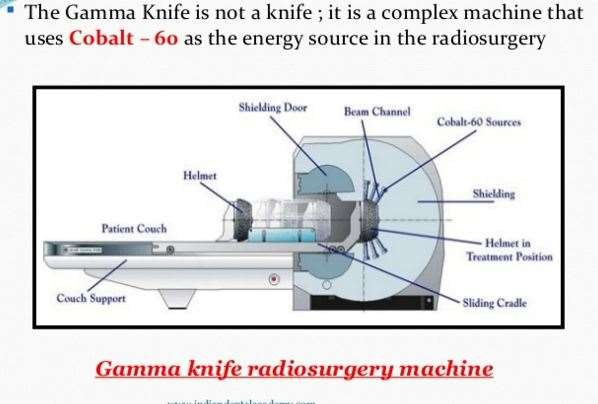 The Gamma Knife is not a knife ; it is a complex machine that
uses Cobalt – 60 as the energy source in the radiosurgery
Shielding Door
Beam Channel
Cobalt-60 Sources
Helmet
Shielding
Patient Couch
Helmet in
Treatment Position
Couch Support
Sliding Cradle
Gamma knife radiosurgery machine